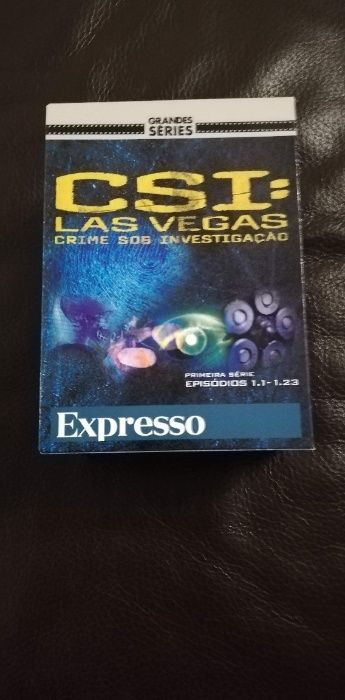 GRANDES
SÉRIES
CSI:
LAS VEGAS
CRIME SOB INVESTIGAÇÃO
PRIMEIRA SÉRIE
EPISÓDIOS 1.1-1.23
Expresso